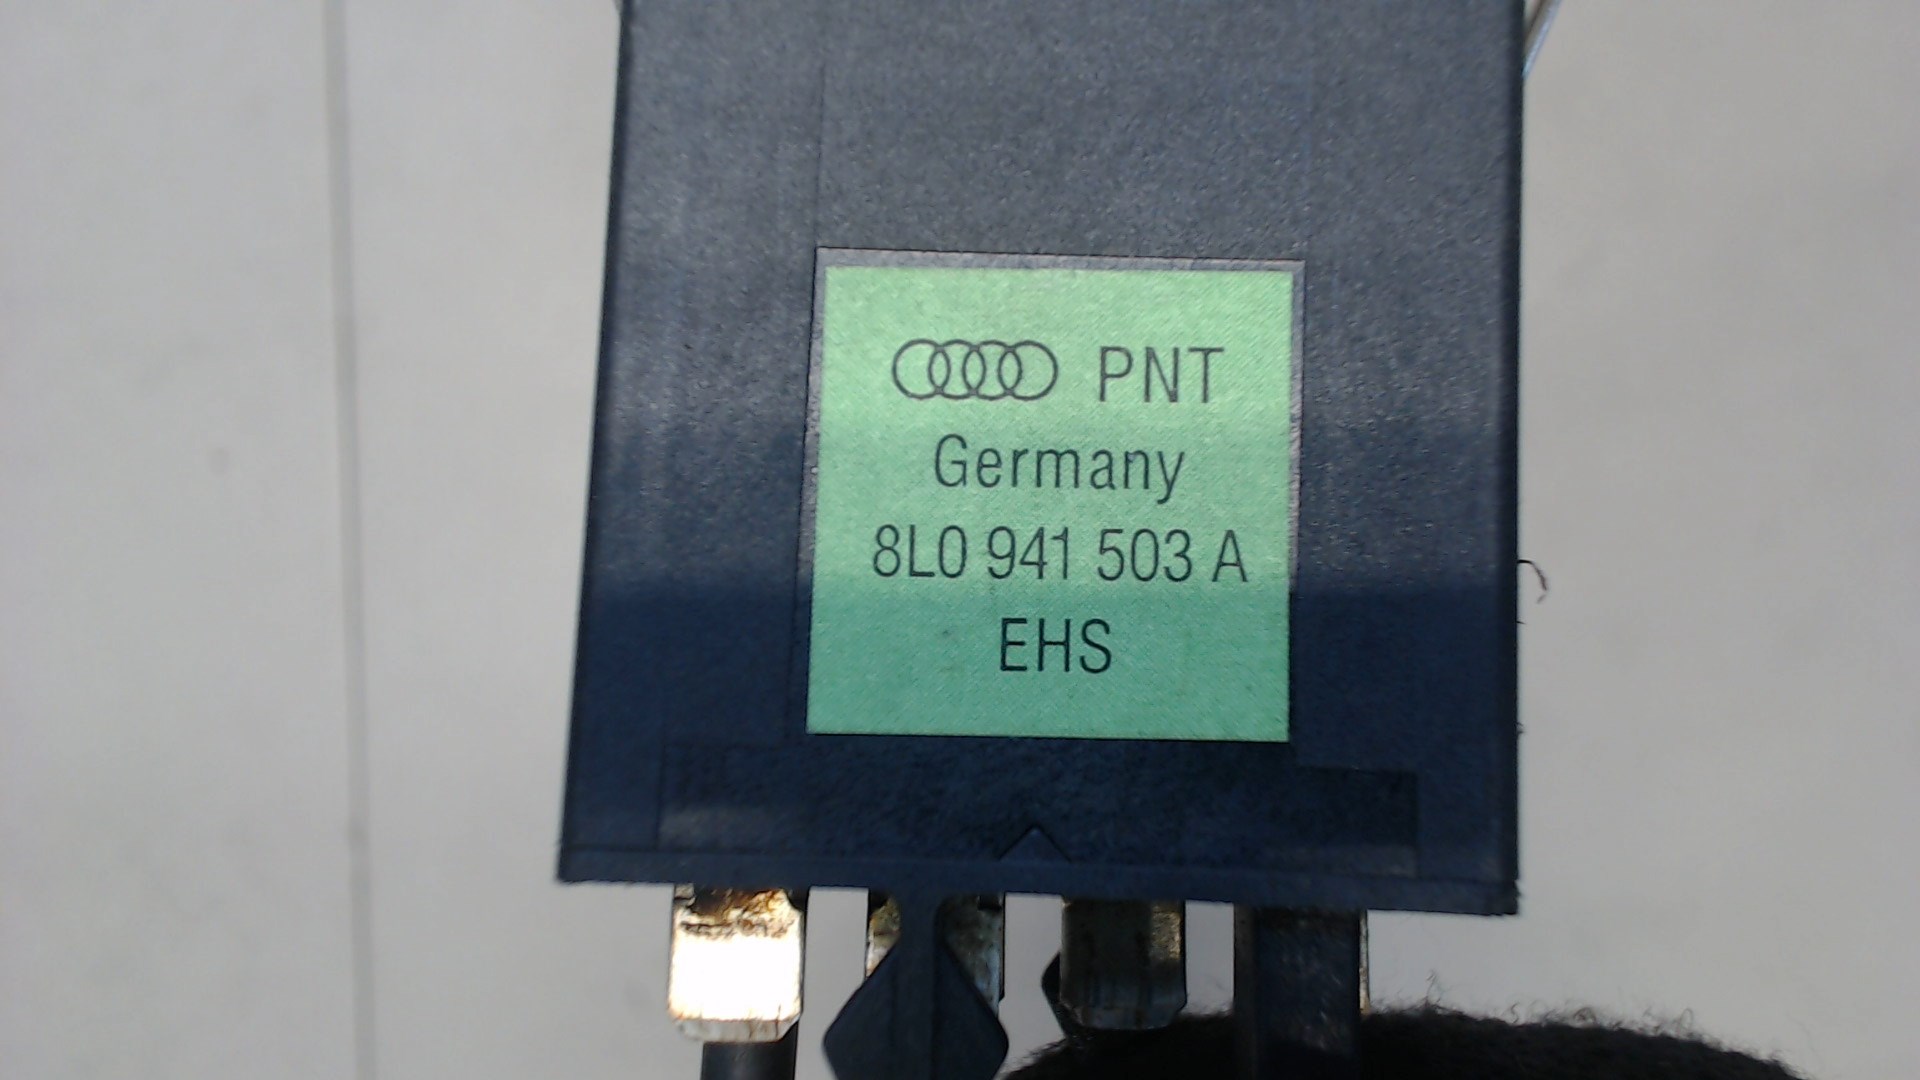 PNT
Germany
8L0 941 503 A
EHS